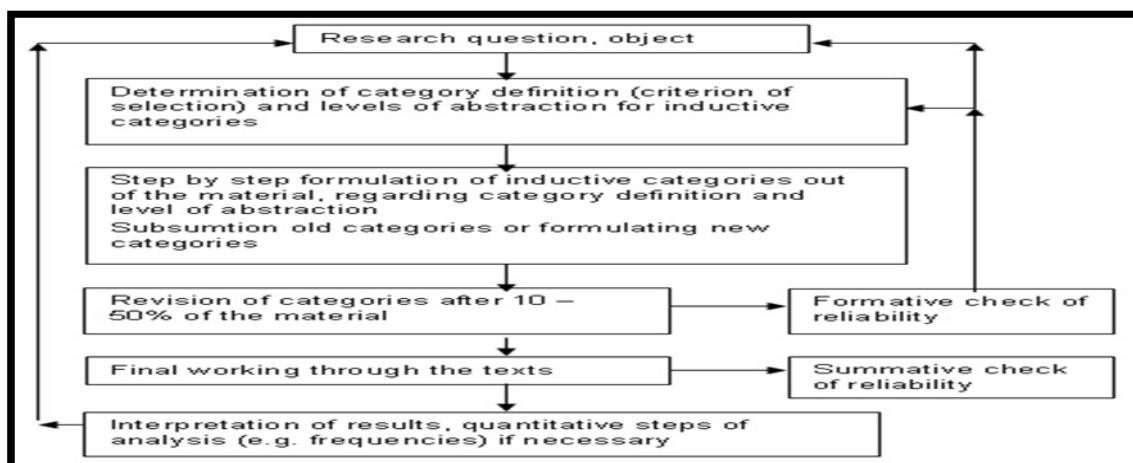 Research question, object
Determination of category definition (criterion of
selection) and levels of abstraction for inductive
categories
Step by step formulation of inductive categories out
of the material, regarding category definition and
level of abstraction
Subsumtion old categories or formulating new
categories
Revision of categories after 10 –
50% of the material
Formative check of
reliability
Final working through the texts
Summative check
of reliability
Interpretation of results, quantitative steps of
analysis (e.g. frequencies) if necessary